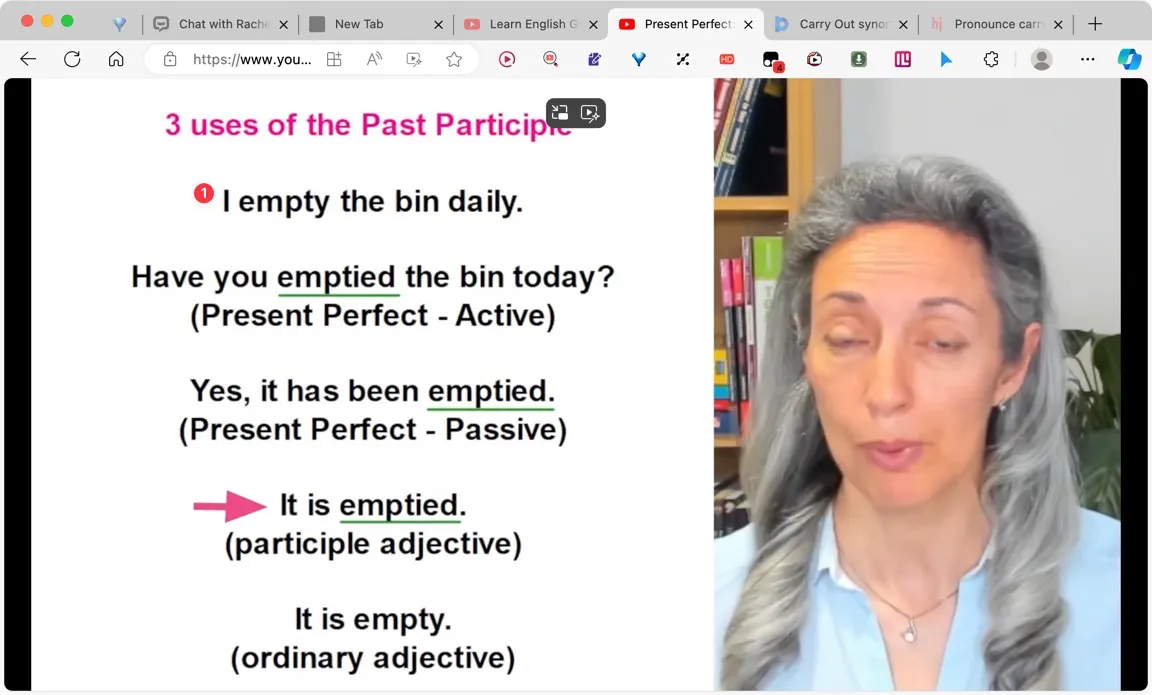 Chat with Rache
New Tab
Learn English G
Present Perfect:
Carry Out synor
hj
Pronounce carr
https://www.you...
HD
4
3 uses of the Past Participle
1
I empty the bin daily.
Have you emptied the bin today?
(Present Perfect - Active)
Yes, it has been emptied.
(Present Perfect - Passive)
It is emptied.
(participle adjective)
It is empty.
(ordinary adjective)